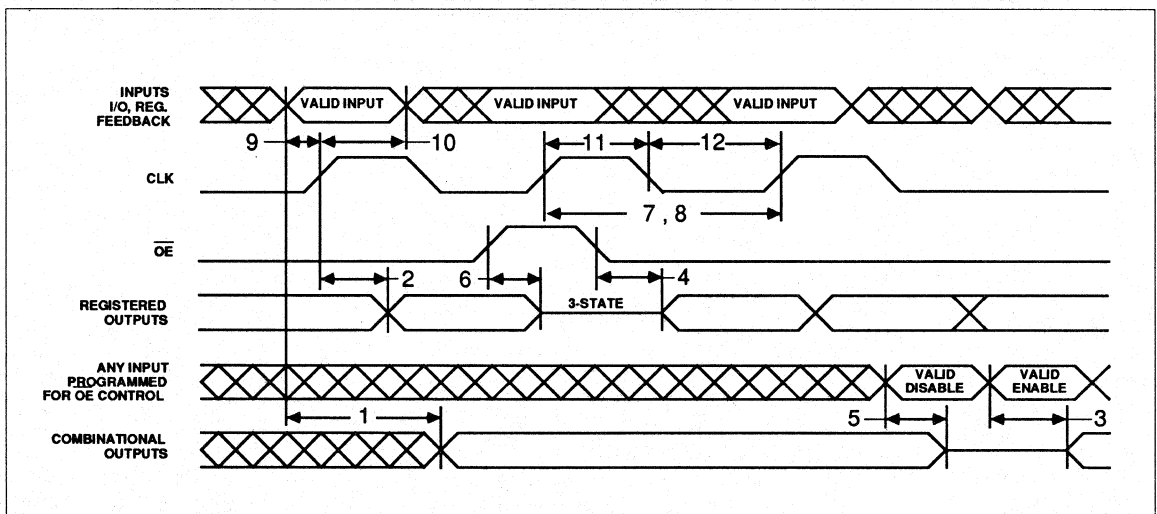 INPUTS
I/O, REG.
FEEDBACK
VALID INPUT
VALID INPUT
VALID INPUT
9
10
11
12
CLK
7 , 8
OE
2
6
4
REGISTERED
OUTPUTS
3-STATE
ANY INPUT
PROGRAMMED
FOR OE CONTROL
VALID
DISABLE
VALID
ENABLE
1
5
3
COMBINATIONAL
OUTPUTS